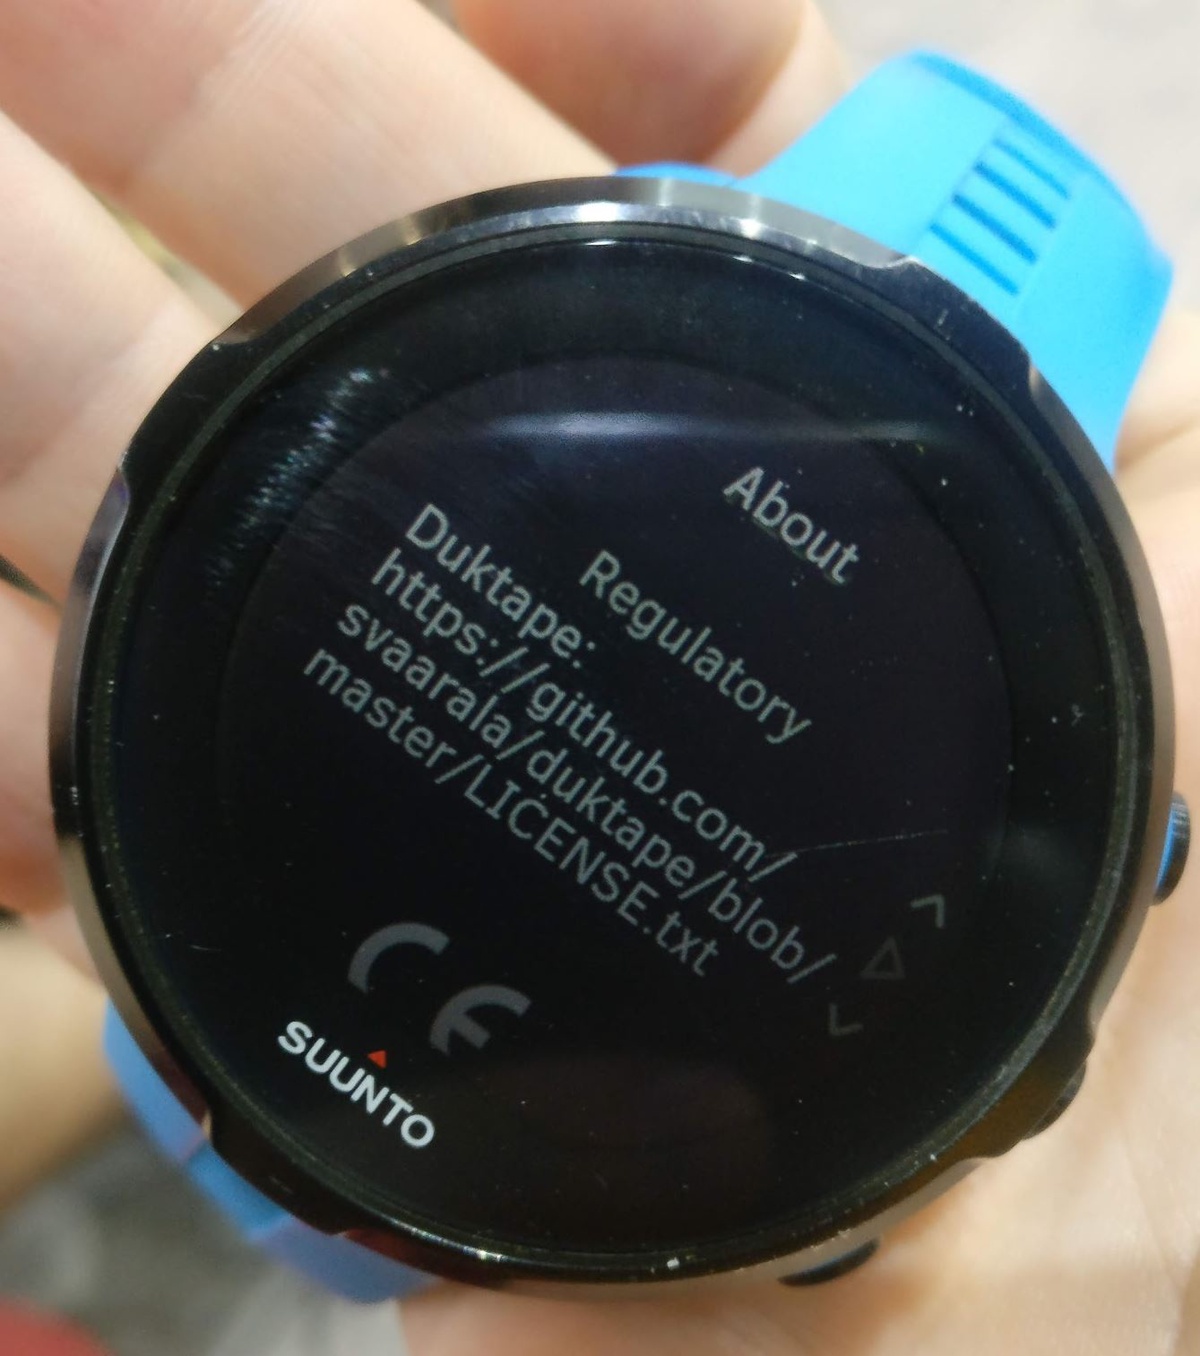 About
Regulatory
Duktape:
https://github.com/
svaarala/duktape/blob/
master/LICENSE.txt
CE
SUUNTO